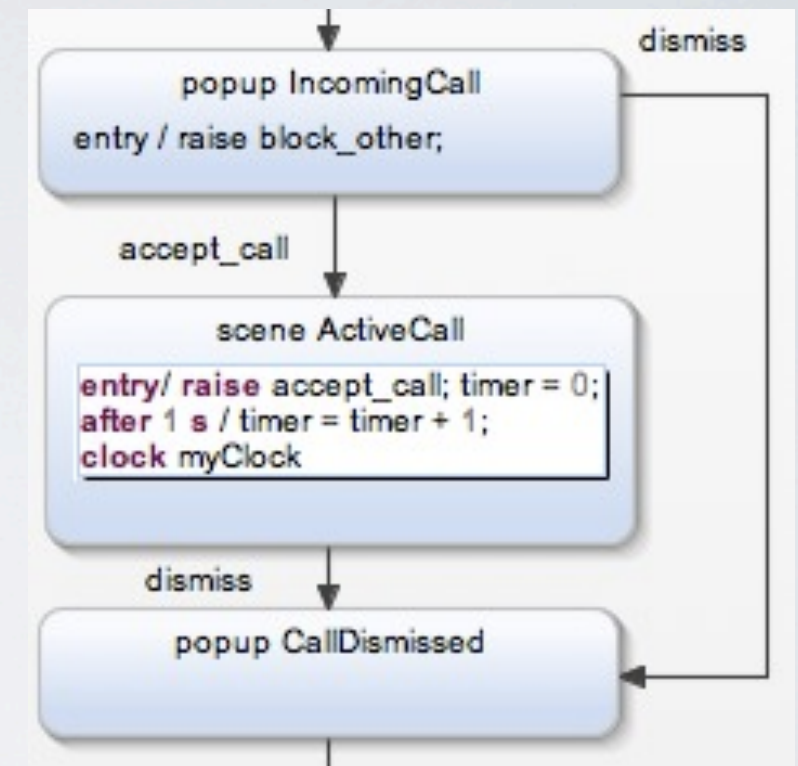 dismiss
popup IncomingCall
entry / raise block_other;
accept_call
scene ActiveCall
entry/ raise accept_call; timer = 0;
after 1 s / timer = timer + 1;
clock myClock
dismiss
popup CallDismissed